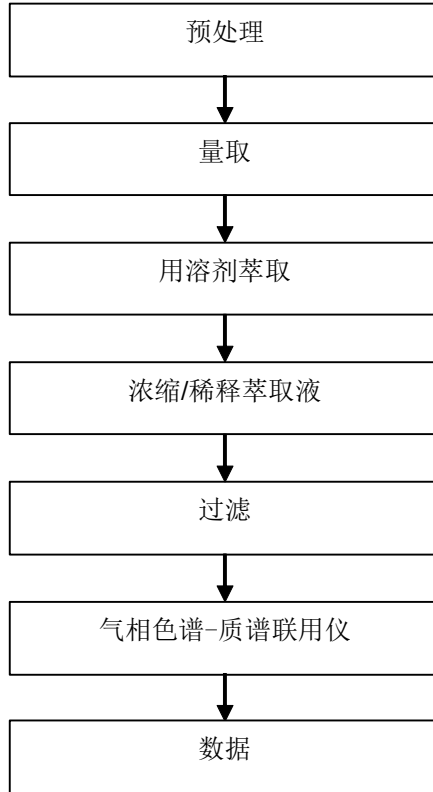 预处理
量取
用溶剂萃取
浓缩/稀释萃取液
过滤
气相色谱-质谱联用仪
数据